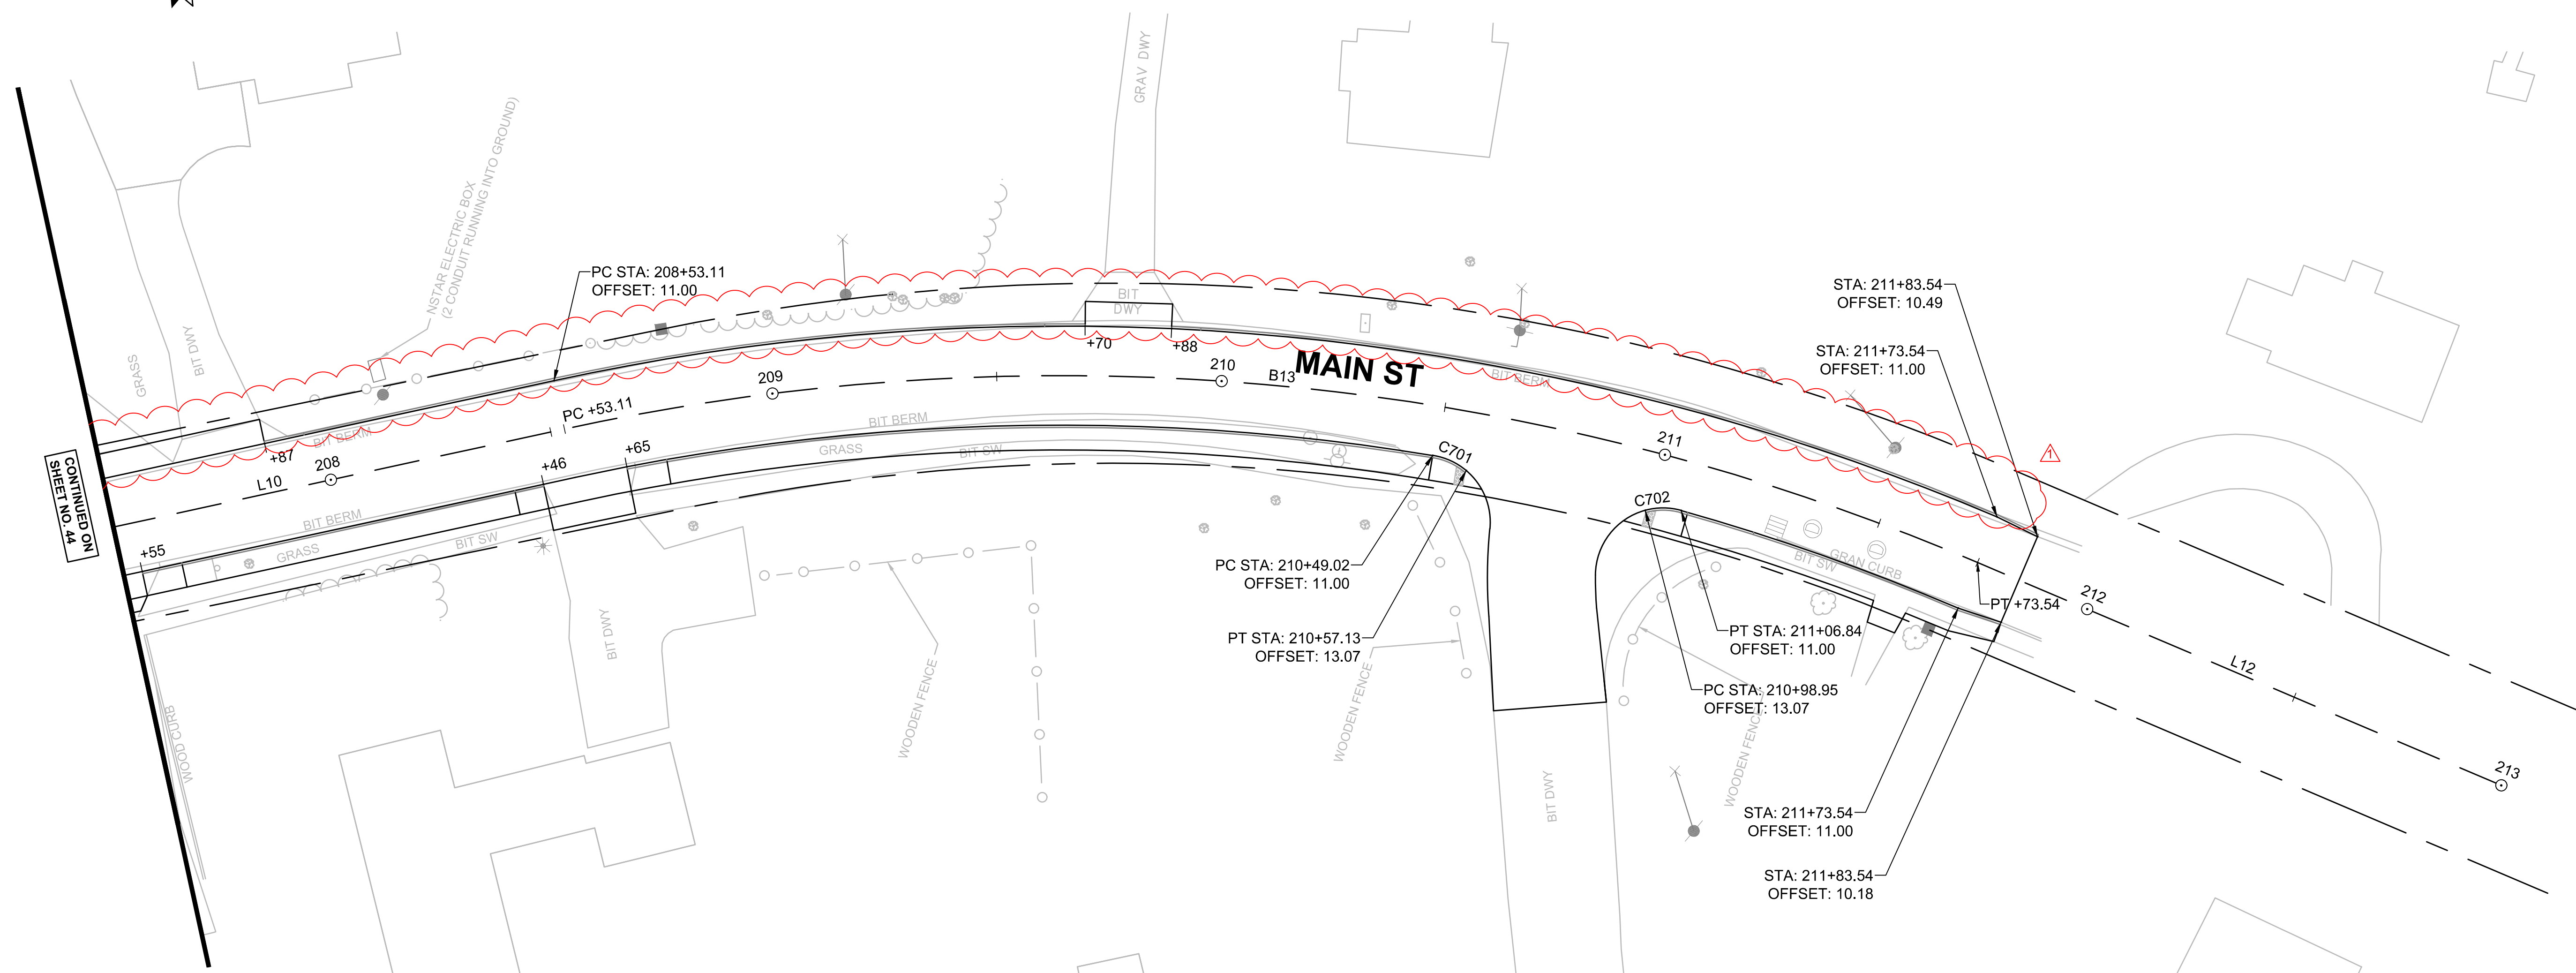 CONTINUED ON
SHEET NO. 44
GRASS
BIT DWY
NSTAR ELECTRIC BOX
(2 CONDUIT RUNNING INTO GROUND)
PC STA: 208+53.11
OFFSET: 11.00
GRAV DWY
BIT
DWY
+70
+88
MAIN ST
BIT BERM
STA: 211+83.54
OFFSET: 10.49
STA: 211+73.54
OFFSET: 11.00
1
+87
BIT BERM
L10
208
PC +53.11
209
210
B13
211
212
L12
213
+55
BIT BERM
GRASS
BIT SW
+46
+65
BIT BERM
GRASS
BIT SW
C701
C702
GRAN CURB
BIT SW
PT +73.54
PC STA: 210+49.02
OFFSET: 11.00
PT STA: 210+57.13
OFFSET: 13.07
PT STA: 211+06.84
OFFSET: 11.00
PC STA: 210+98.95
OFFSET: 13.07
STA: 211+73.54
OFFSET: 11.00
STA: 211+83.54
OFFSET: 10.18
WOOD CURB
BIT DWY
WOODEN FENCE
WOODEN FENCE
BIT DWY
WOODEN FENCE